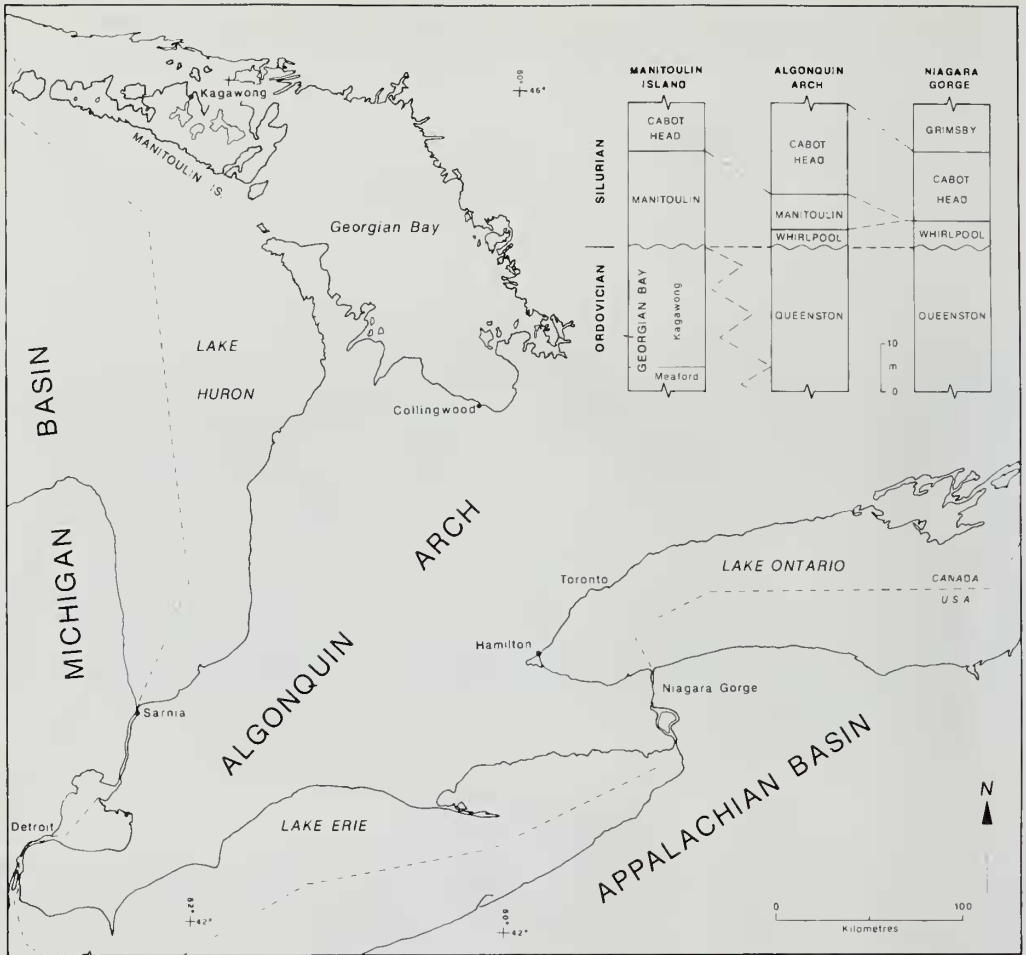 MANITOULIN
ISLAND
ALGONQUIN
ARCH
NIAGARA
GORGE
SILURIAN
ORDOVICIAN
CABOT
HEAD
MANITOULIN
GEORGIAN BAY
Kagawong
Meaford
CABOT
HEAD
MANITOULIN
WHIRLPOOL
QUEENSTON
GRIMSBY
CABOT
HEAD
WHIRLPOOL
QUEENSTON
10
m
0
80°
46°
Kagawong
MANITOULIN IS.
Georgian Bay
LAKE
HURON
Collingwood
MICHIGAN BASIN
ALGONQUIN ARCH
Toronto
LAKE ONTARIO
CANADA
USA
Hamilton
Niagara Gorge
Sarnia
Detroit
LAKE ERIE
APPALACHIAN BASIN
N
82°
42°
80°
42°
0 100
Kilometres